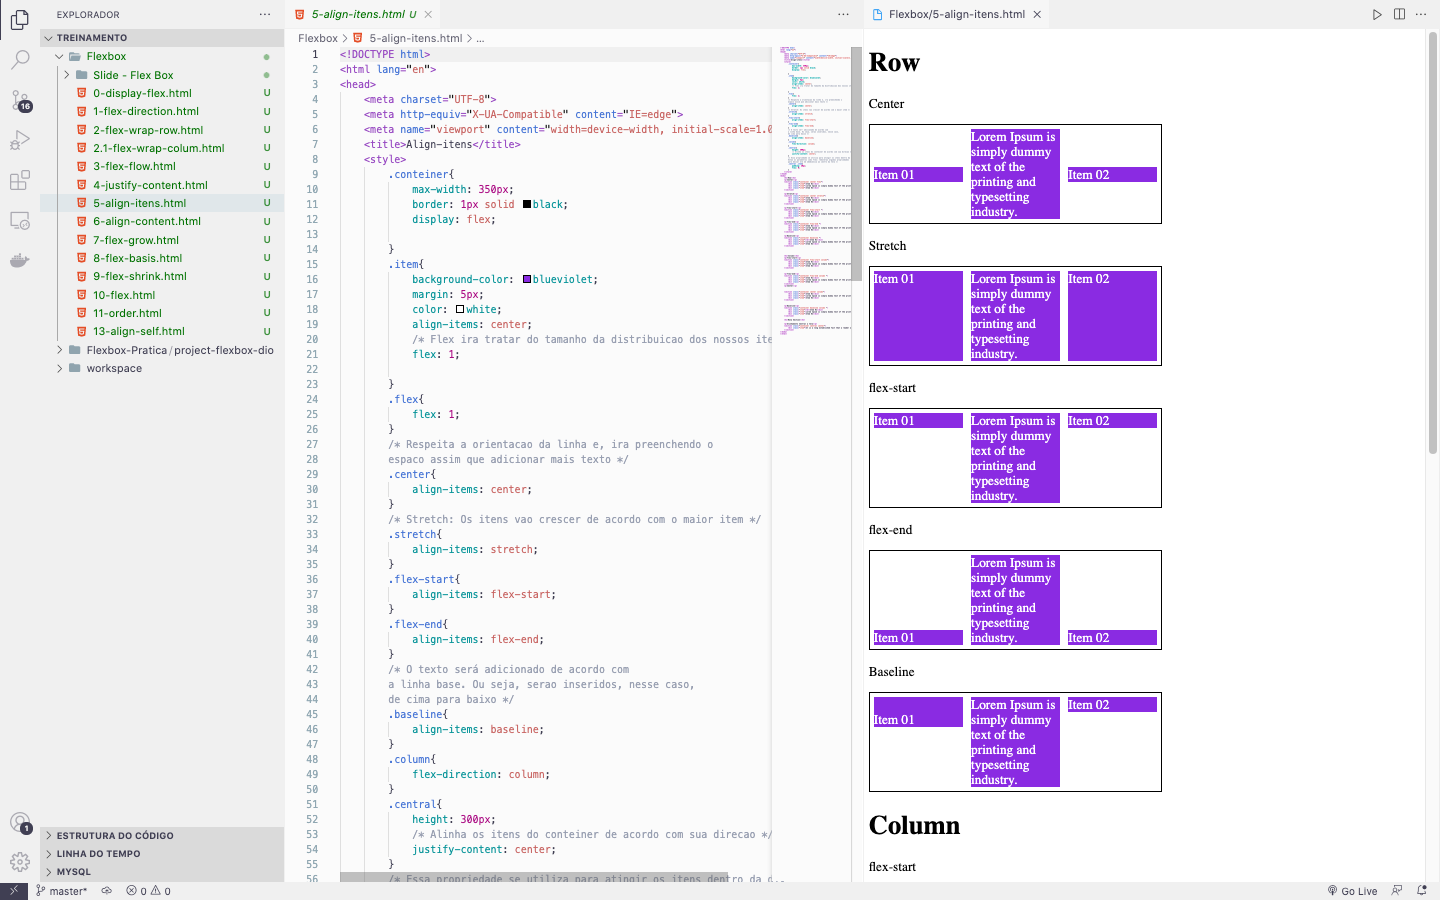 EXPLORADOR
TREINAMENTO
Flexbox
Slide - Flex Box
0-display-flex.html U
1-flex-direction.html U
2-flex-wrap-row.html U
2.1-flex-wrap-colum.html U
3-flex-flow.html U
4-justify-content.html U
5-align-itens.html U
6-align-content.html U
7-flex-grow.html U
8-flex-basis.html U
9-flex-shrink.html U
10-flex.html U
11-order.html U
13-align-self.html U
Flexbox-Pratica / project-flexbox-dio
workspace
ESTRUTURA DO CÓDIGO
LINHA DO TEMPO
MYSQL
16
1
5-align-itens.html U
Flexbox > 5-align-itens.html > ...
1 <!DOCTYPE html>
2 <html lang="en">
3 <head>
4 <meta charset="UTF-8">
5 <meta http-equiv="X-UA-Compatible" content="IE=edge">
6 <meta name="viewport" content="width=device-width, initial-scale=1.0
7 <title>Align-itens</title>
8 <style>
9 .container{
10 max-width: 350px;
11 border: 1px solid black;
12 display: flex;
13
14 }
15 .item{
16 background-color: blueviolet;
17 margin: 5px;
18 color: white;
19 align-items: center;
20 /* Flex ira tratar do tamanho da distribuicao dos nossos ite
21 flex: 1;
22
23 }
24 .flex{
25 flex: 1;
26 }
27 /* Respeita a orientacao da linha e, ira preenchendo o
28 espaco assim que adicionar mais texto */
29 .center{
30 align-items: center;
31 }
32 /* Stretch: Os itens vao crescer de acordo com o maior item */
33 .stretch{
34 align-items: stretch;
35 }
36 .flex-start{
37 align-items: flex-start;
38 }
39 .flex-end{
40 align-items: flex-end;
41 }
42 /* O texto será adicionado de acordo com
43 a linha base. Ou seja, serao inseridos, nesse caso,
44 de cima para baixo */
45 .baseline{
46 align-items: baseline;
47 }
48 .column{
49 flex-direction: column;
50 }
51 .central{
52 height: 300px;
53 /* Alinha os itens do conteiner de acordo com sua direcao */
54 justify-content: center;
55 }
56 /* Essa propriedade se utiliza para atingir os itens dentro da
Flexbox/5-align-itens.html
Row
Center
Item 01
Lorem Ipsum is
simply dummy
text of the
printing and
typesetting
industry.
Item 02
Stretch
Item 01
Lorem Ipsum is
simply dummy
text of the
printing and
typesetting
industry.
Item 02
flex-start
Item 01
Lorem Ipsum is
simply dummy
text of the
printing and
typesetting
industry.
Item 02
flex-end
Item 01
Lorem Ipsum is
simply dummy
text of the
printing and
typesetting
industry.
Item 02
Baseline
Item 01
Lorem Ipsum is
simply dummy
text of the
printing and
typesetting
industry.
Item 02
Column
flex-start
master* 0 0
Go Live